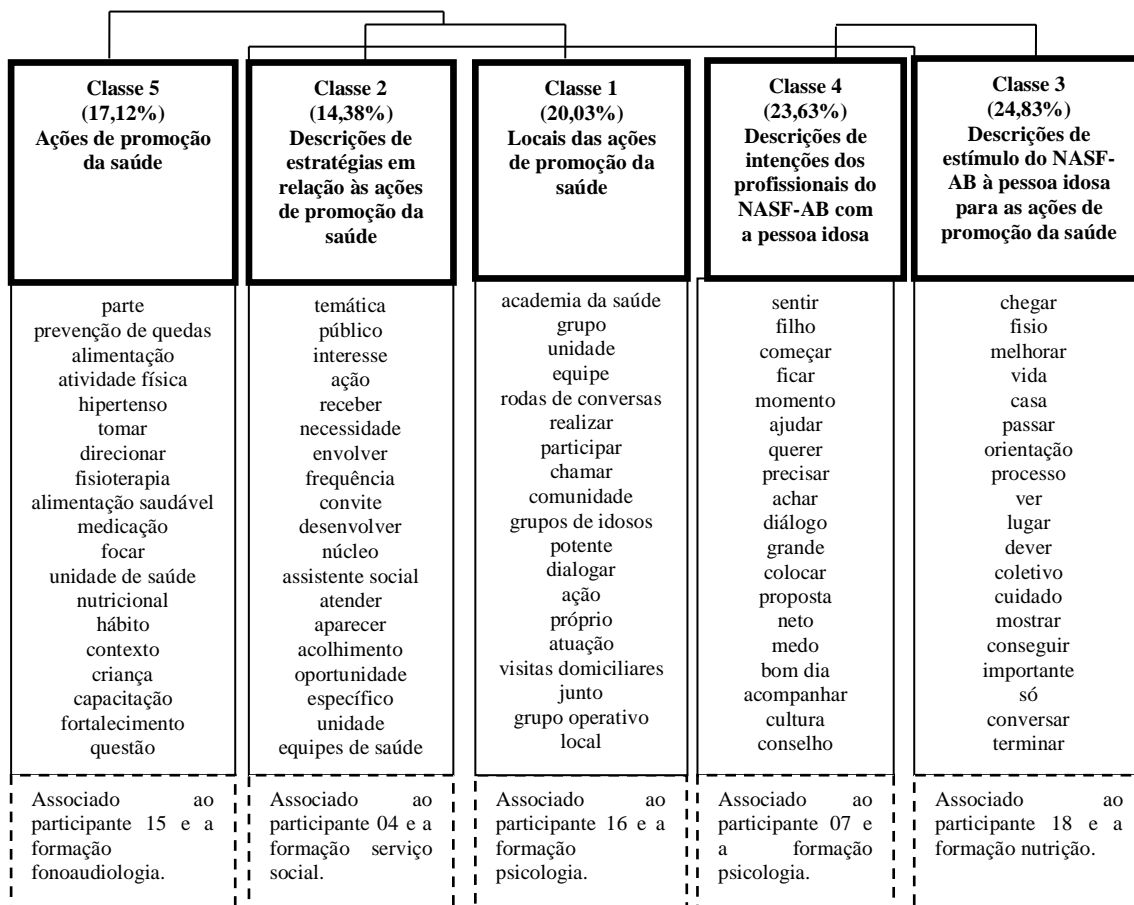 Classe 5
(17,12%)
Ações de promoção
da saúde
parte
prevenção de quedas
alimentação
atividade física
hipertenso
tomar
direcionar
fisioterapia
alimentação saudável
medicação
focar
unidade de saúde
nutricional
hábito
contexto
criança
capacitação
fortalecimento
questão
Associado ao
participante 15 e a
formação
fonoaudiologia.
Classe 2
(14,38%)
Descrições de
estratégias em
relação às ações
de promoção da
saúde
temática
público
interesse
ação
receber
necessidade
envolver
frequência
convite
desenvolver
núcleo
assistente social
atender
aparecer
acolhimento
oportunidade
específico
unidade
equipes de saúde
Associado ao
participante 04 e a
formação serviço
social.
Classe 1
(20,03%)
Locais das ações
de promoção da
saúde
academia da saúde
grupo
unidade
equipe
rodas de conversas
realizar
participar
chamar
comunidade
grupos de idosos
potente
dialogar
ação
próprio
atuação
visitas domiciliares
junto
grupo operativo
local
Associado ao
participante 16 e a
formação
psicologia.
Classe 4
(23,63%)
Descrições de
intenções dos
profissionais do
NASF-AB com
a pessoa idosa
sentir
filho
começar
ficar
momento
ajudar
querer
precisar
achar
diálogo
grande
colocar
proposta
neto
medo
bom dia
acompanhar
cultura
conselho
Associado ao
participante 07 e
a formação
psicologia.
Classe 3
(24,83%)
Descrições de
estímulo do NASF-
AB à pessoa idosa
para as ações de
promoção da saúde
chegar
fisio
melhorar
vida
casa
passar
orientação
processo
ver
lugar
dever
coletivo
cuidado
mostrar
conseguir
importante
só
conversar
terminar
Associado ao
participante 18 e a
formação nutrição.